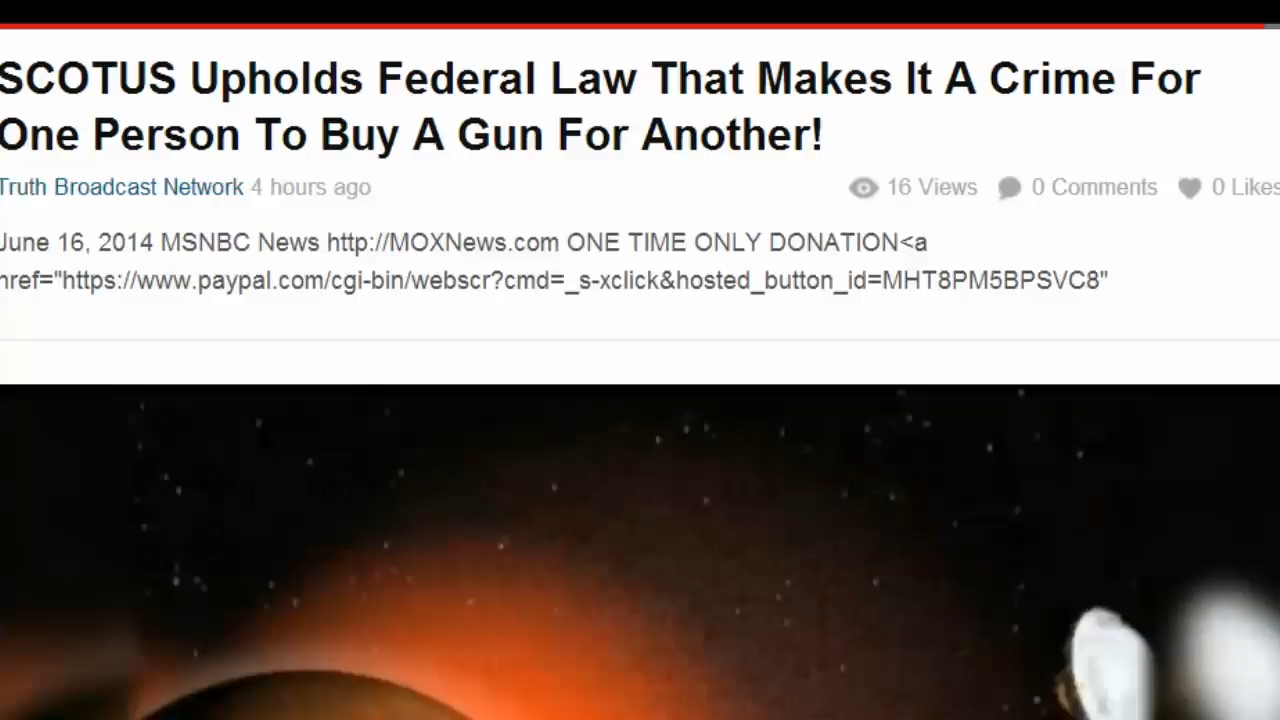 SCOTUS Upholds Federal Law That Makes It A Crime For
One Person To Buy A Gun For Another!
Truth Broadcast Network 4 hours ago 16 Views 0 Comments 0 Likes
June 16, 2014 MSNBC News http://MOXNews.com ONE TIME ONLY DONATION<a
href="https://www.paypal.com/cgi-bin/webscr?cmd=_s-xclick&hosted_button_id=MHT8PM5BPSVC8"